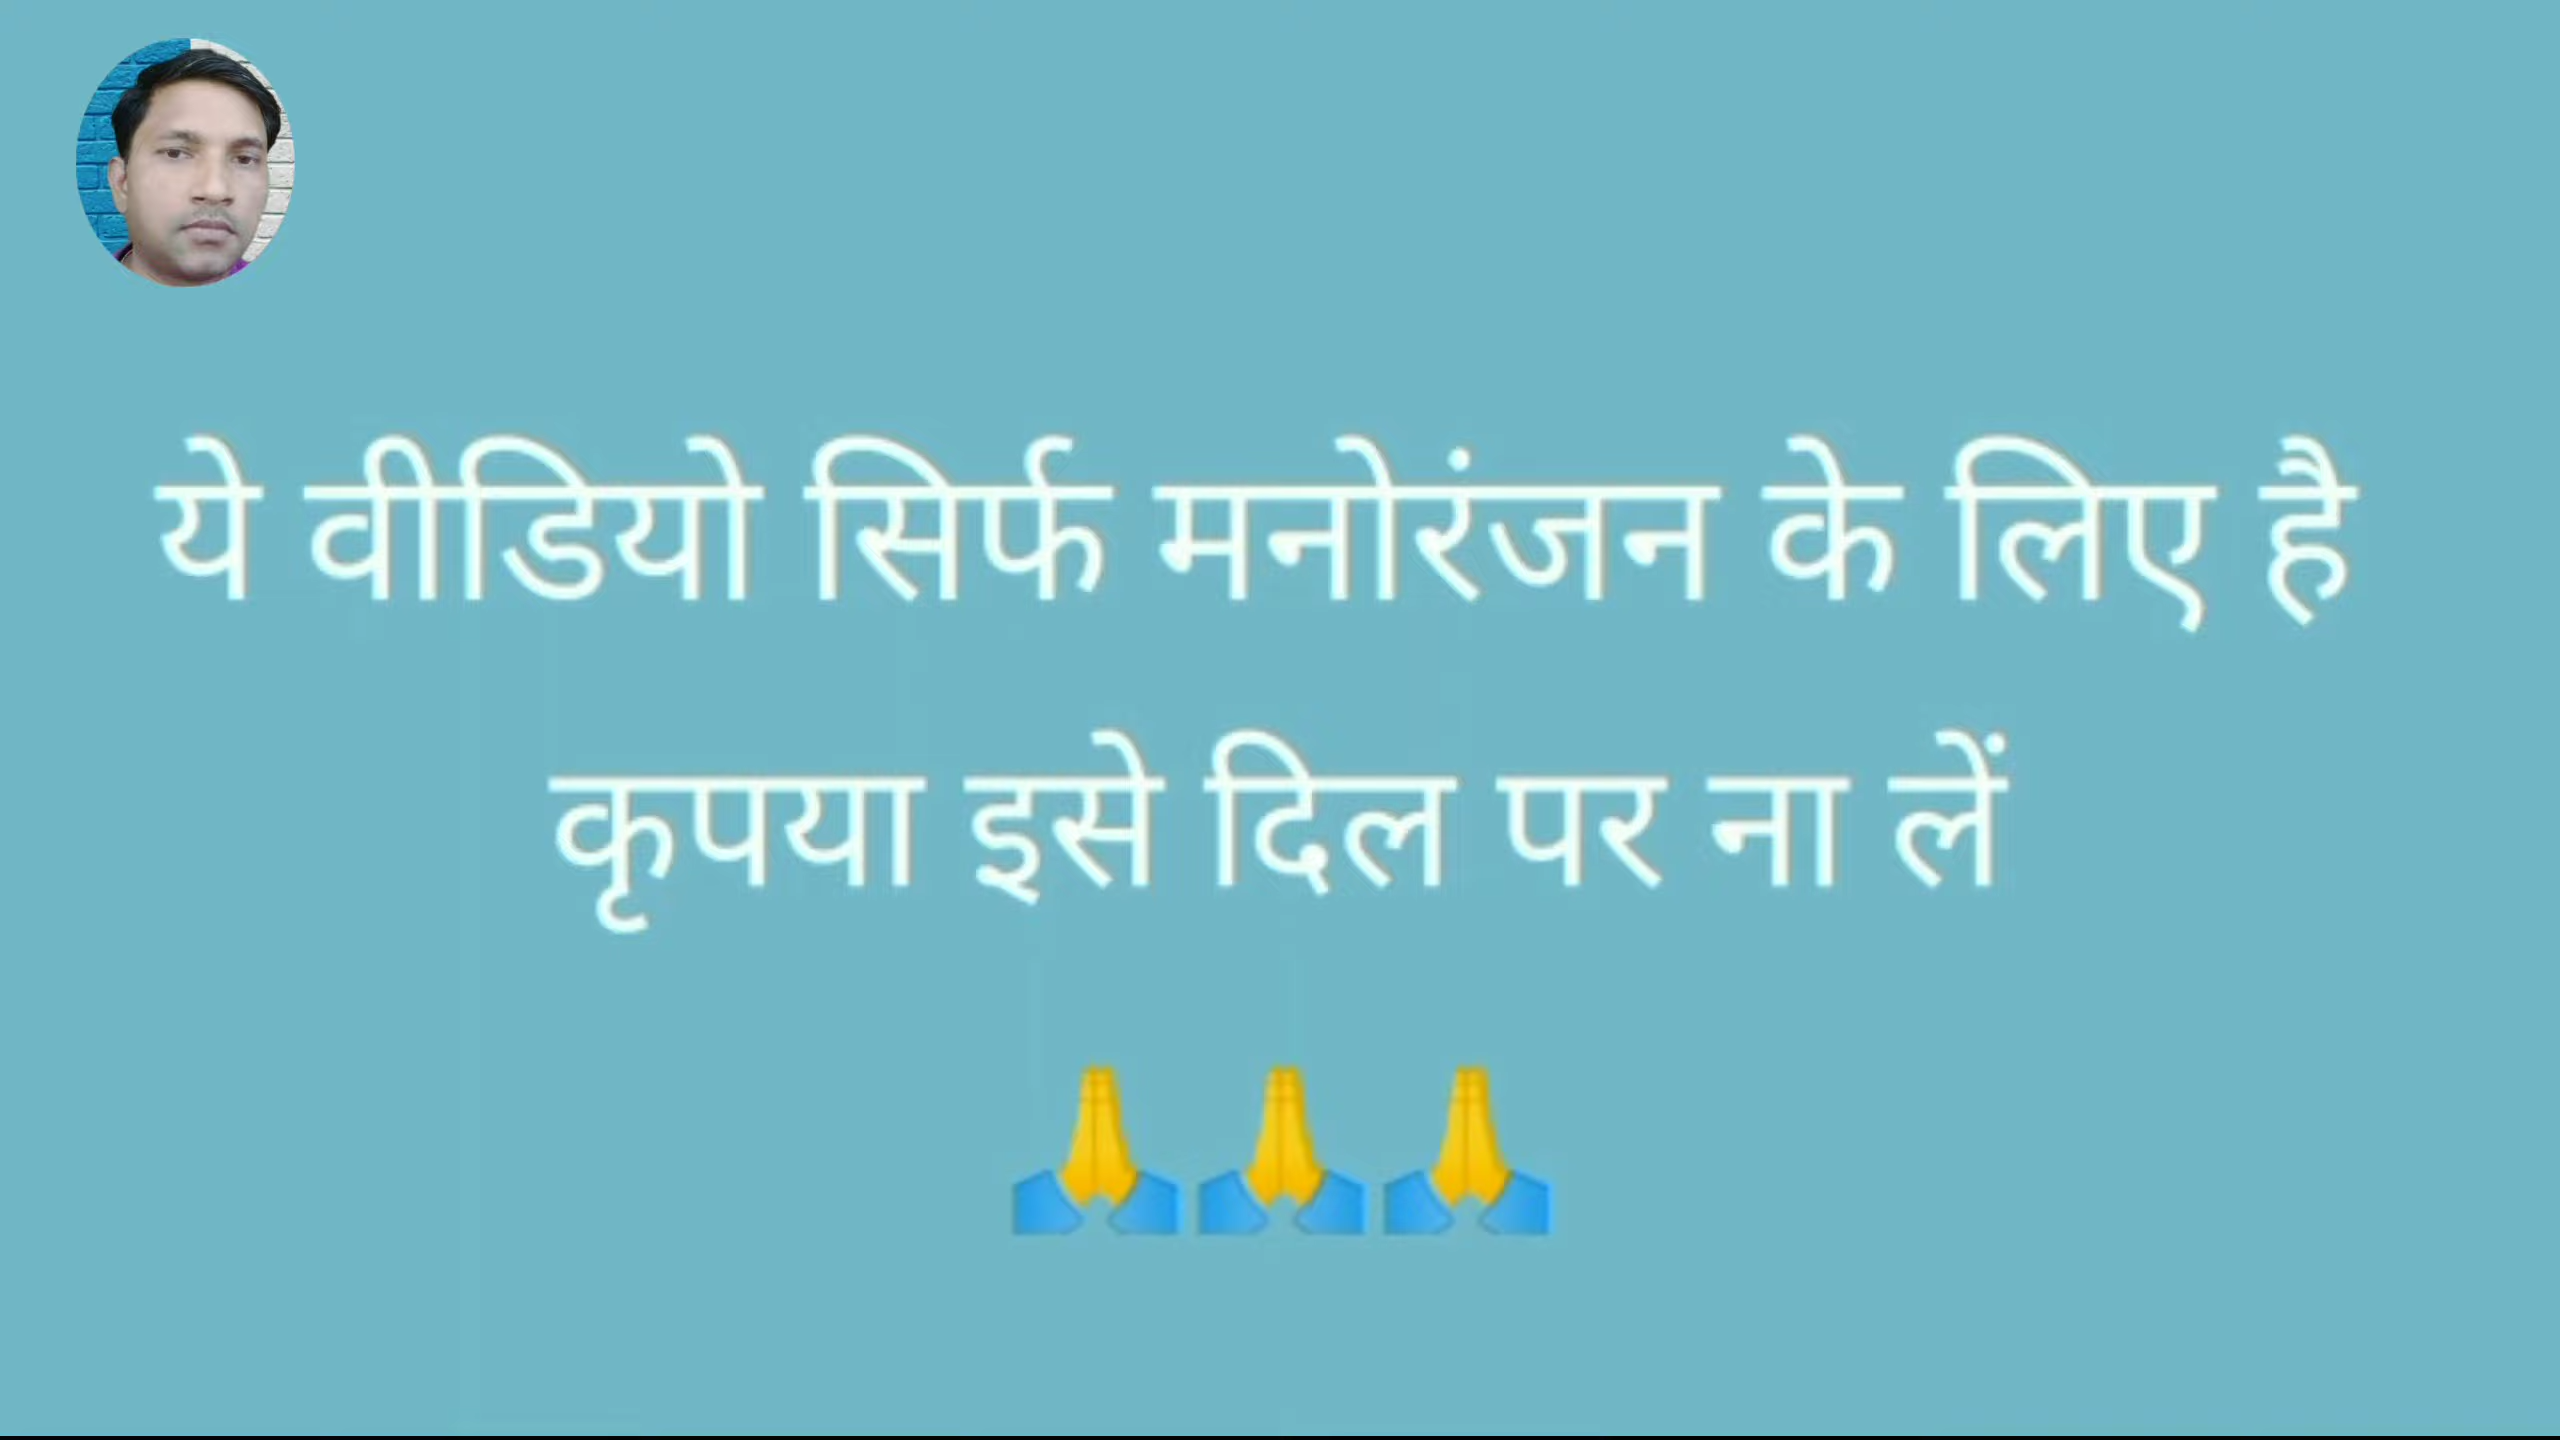 ये वीडियो सिर्फ मनोरंजन के लिए है
कृपया इसे दिल पर ना लें
🙏🙏🙏